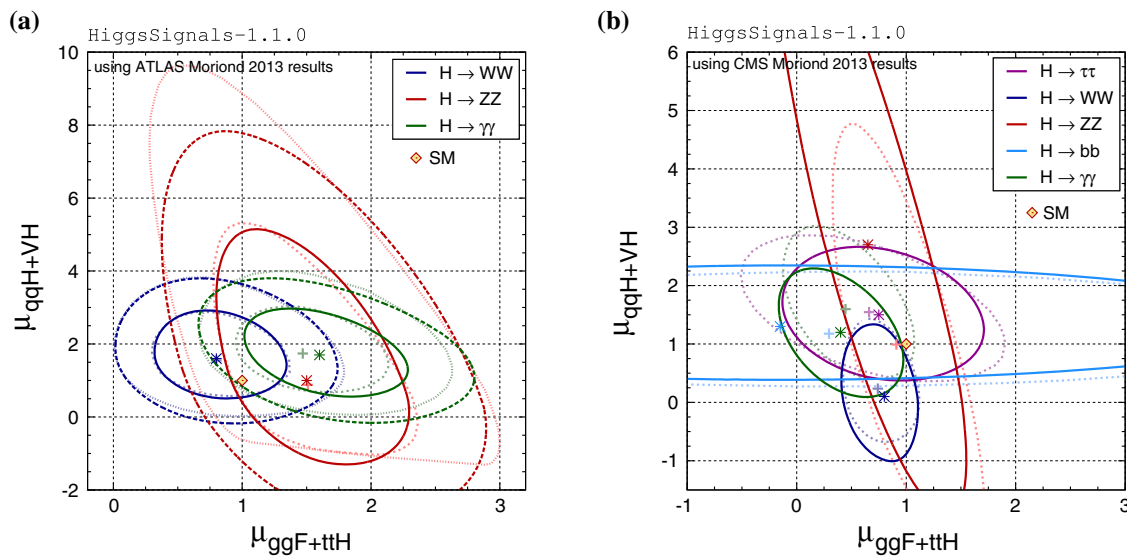 (a)
HiggsSignals-1.1.0
using ATLAS Moriond 2013 results
H → WW
H → ZZ
H → γγ
SM
μqqH+VH
10
8
6
4
2
0
-2
0 1 2 3
μggF+ttH
(b)
HiggsSignals-1.1.0
using CMS Moriond 2013 results
H → ττ
H → WW
H → ZZ
H → bb
H → γγ
SM
μqqH+VH
6
5
4
3
2
1
0
-1
-1 0 1 2 3
μggF+ttH